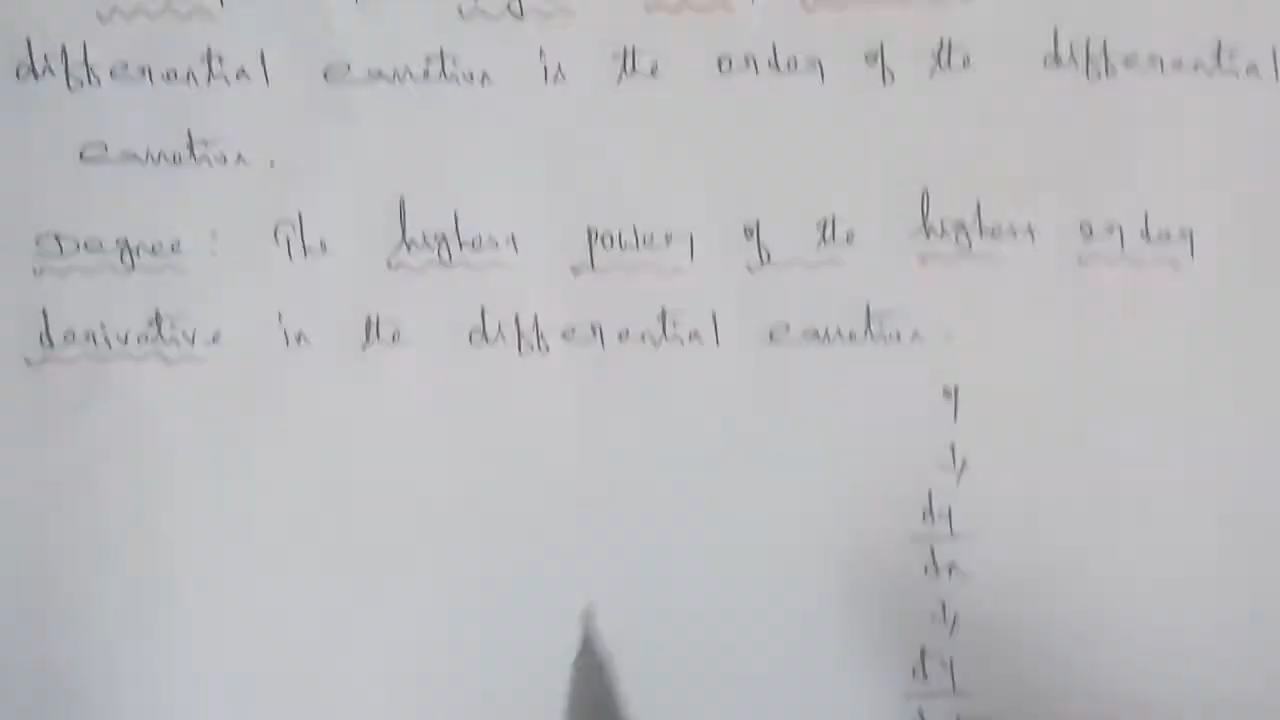 differential equation is the order of the differential
equation.
Degree: The highest power of the highest order
derivative in the differential equation.
y
↓
dy
dx
↓
dy